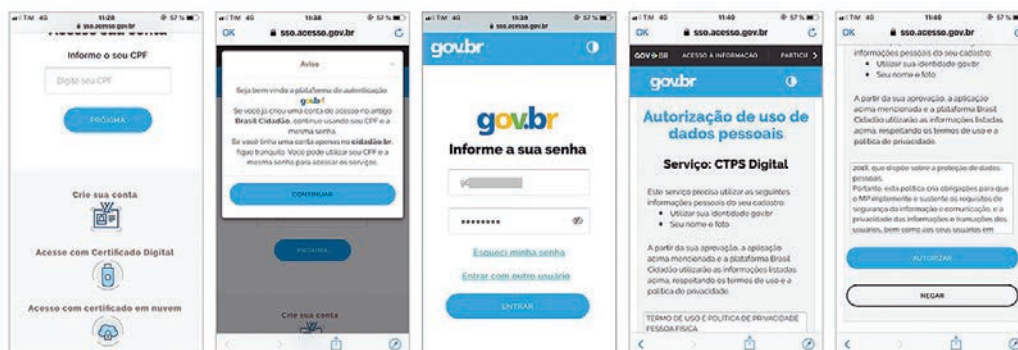 TIM 4G 11:28 57%
sso.acesso.gov.br
Informe o seu CPF
Digite seu CPF
PRÓXIMA
Crie sua conta
Acesso com Certificado Digital
Acesso com certificado em nuvem
TIM 4G 11:38 57%
OK sso.acesso.gov.br
Aviso
Seja bem vindo a plataforma de autenticação
gov.br!
Se você já criou uma conta de acesso no antigo
Brasil Cidadão, continue usando seu CPF e a
mesma senha.
Se você tinha uma conta apenas no cidadão.br,
fique tranquilo. Você pode utilizar seu CPF e a
mesma senha para acessar os serviços.
CONTINUAR
PRÓXIMA
Crie sua conta
TIM 4G 11:39 57%
sso.acesso.gov.br
gov.br
gov.br
Informe a sua senha
Esqueci minha senha
Entrar com outro usuário
ENTRAR
TIM 4G 11:40 57%
OK sso.acesso.gov.br
GOV BR ACESSO À INFORMAÇÃO PARTICIP
gov.br
Autorização de uso de
dados pessoais
Serviço: CTPS Digital
Este serviço precisa utilizar as seguintes
informações pessoais do seu cadastro:
• Utilizar sua identidade gov.br
• Seu nome e foto
A partir da sua aprovação, a aplicação
acima mencionada e a plataforma Brasil
Cidadão utilizarão as informações listadas
acima, respeitando os termos de uso e a
política de privacidade.
TERMO DE USO E POLÍTICA DE PRIVACIDADE
PESSOA FÍSICA
TIM 4G 11:40 57%
OK sso.acesso.gov.br
informações pessoais do seu cadastro:
• Utilizar sua identidade gov.br
• Seu nome e foto
A partir da sua aprovação, a aplicação
acima mencionada e a plataforma Brasil
Cidadão utilizarão as informações listadas
acima, respeitando os termos de uso e a
política de privacidade.
que dispõe sobre a proteção de dados
pessoais.
Portanto, esta política cria obrigações para que
o MP implemente e sustente os requisitos de
segurança da informação e comunicação, e a
privacidade das informações e transações dos
usuários, bem como aos seus usuários em
AUTORIZAR
NEGAR